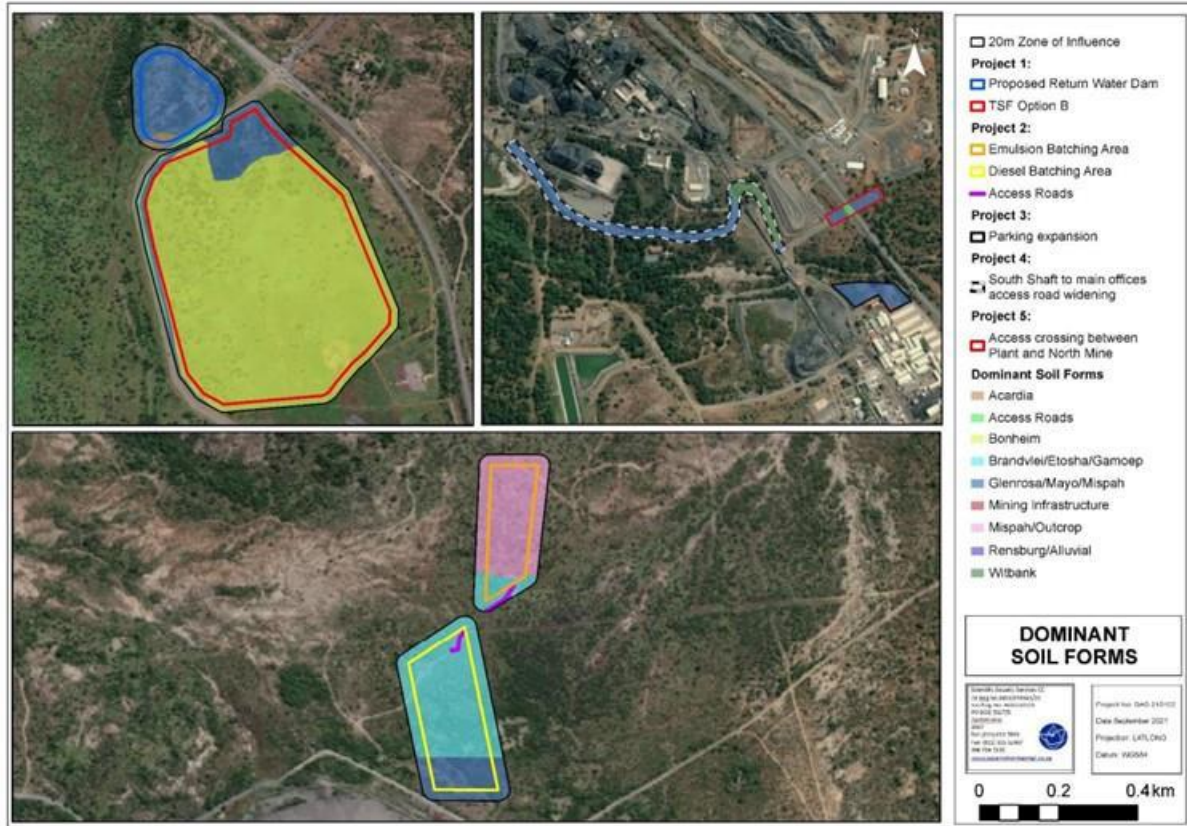 N
20m Zone of Influence
Project 1:
Proposed Return Water Dam
TSF Option B
Project 2:
Emulsion Batching Area
Diesel Batching Area
Access Roads
Project 3:
Parking expansion
Project 4:
South Shaft to main offices
access road widening
Project 5:
Access crossing between
Plant and North Mine
Dominant Soil Forms
Acardia
Access Roads
Bonheim
Brandvlei/Etosha/Gamoep
Glenrosa/Mayo/Mispah
Mining Infrastructure
Mispah/Outcrop
Rensburg/Alluvial
Witbank
DOMINANT
SOIL FORMS
Date September 2021
Projection: LATLONG
Datum: WGS84
0 0.2 0.4 km